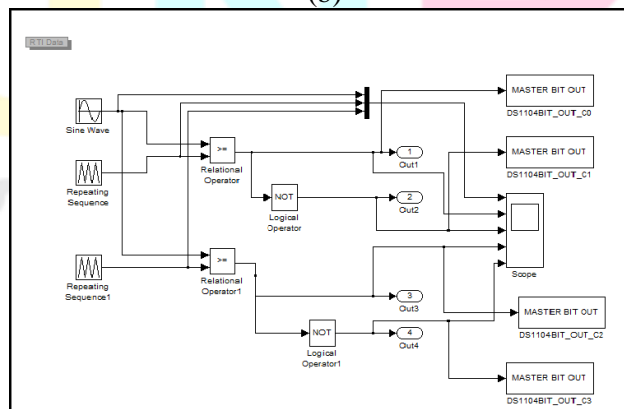 (b)
RTI Data
MASTER BIT OUT
DS1104BIT_OUT_C0
Sine Wave
>=
Relational
Operator
1
Out1
MASTER BIT OUT
DS1104BIT_OUT_C1
Repeating
Sequence
NOT
Logical
Operator
2
Out2
Scope
Repeating
Sequence1
>=
Relational
Operator1
3
Out3
MASTER BIT OUT
DS1104BIT_OUT_C2
NOT
Logical
Operator1
4
Out4
MASTER BIT OUT
DS1104BIT_OUT_C3